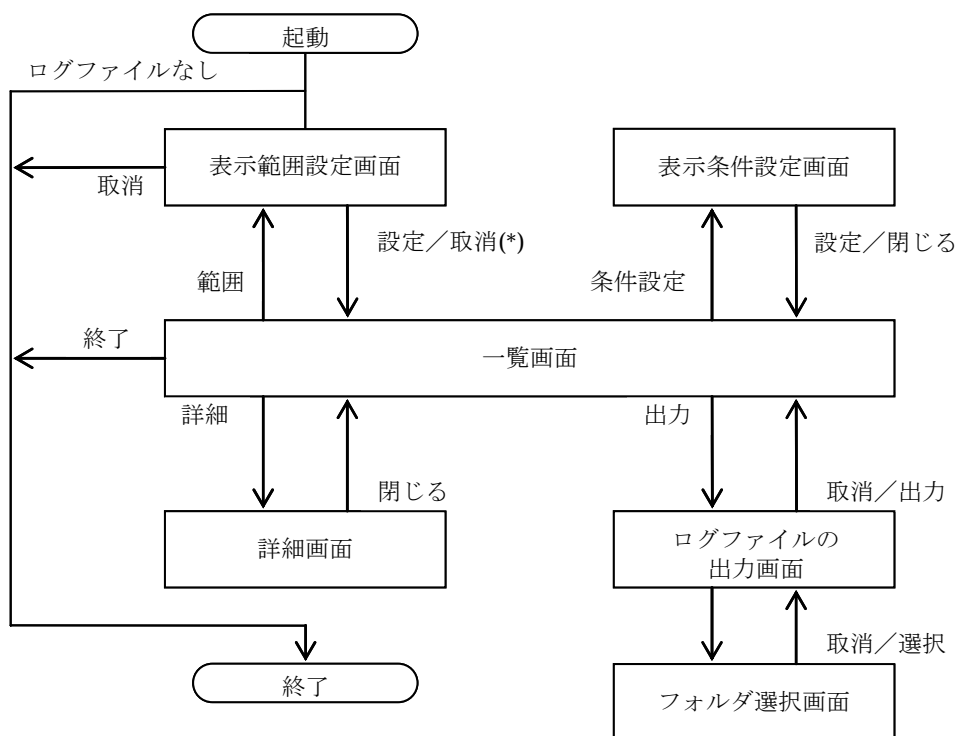 起動
ログファイルなし
表示範囲設定画面
表示条件設定画面
取消
設定／取消(*)
設定／閉じる
範囲
条件設定
終了
一覧画面
詳細
出力
閉じる
取消／出力
詳細画面
ログファイルの
出力画面
取消／選択
終了
フォルダ選択画面